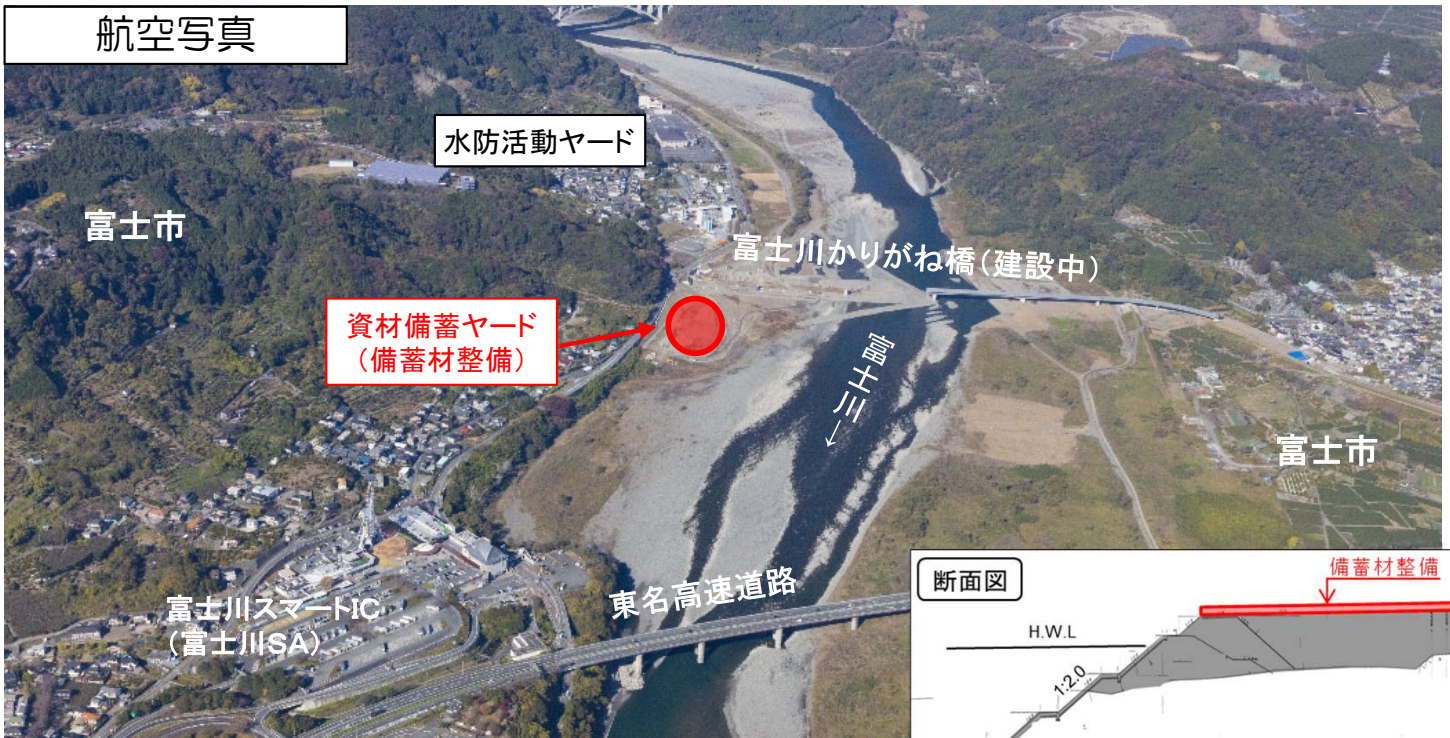 航空写真
水防活動ヤード
富士市
富士川かりがね橋(建設中)
資材備蓄ヤード
(備蓄材整備)
富士川→
富士市
東名高速道路
富士川スマートIC
(富士川SA)
断面図
備蓄材整備
H.W.L
1:2.0